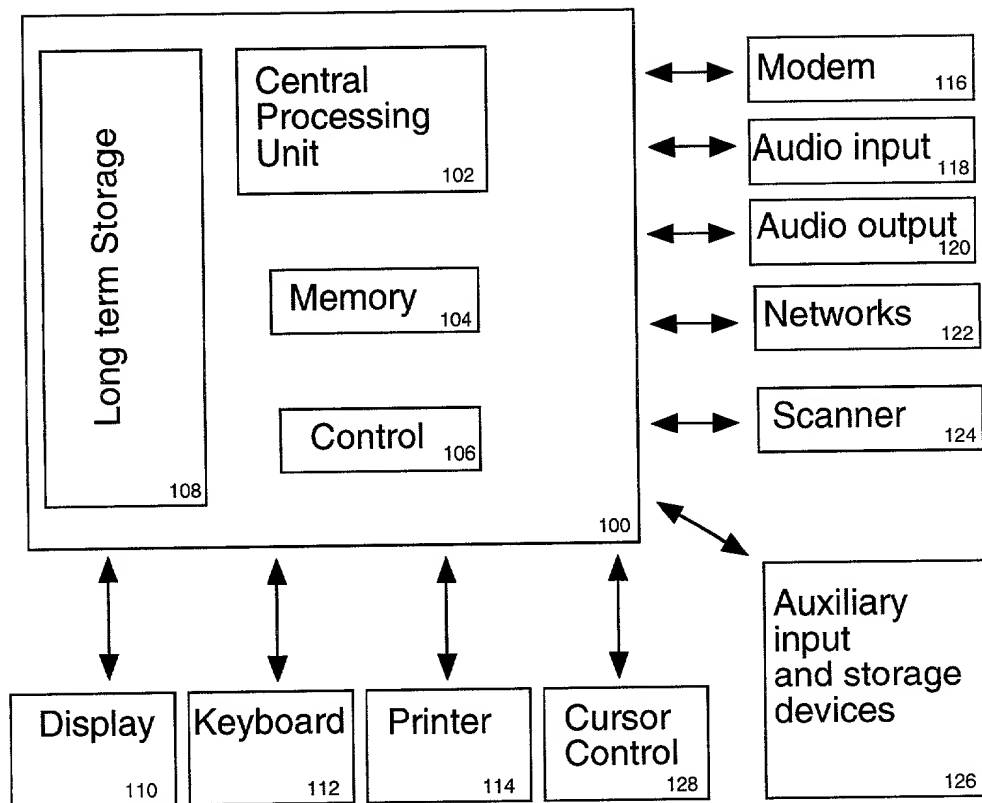 Long term Storage
108
Central
Processing
Unit
102
Memory
104
Control
106
100
Modem
116
Audio input
118
Audio output
120
Networks
122
Scanner
124
Auxiliary
input
and storage
devices
126
Display
110
Keyboard
112
Printer
114
Cursor
Control
128